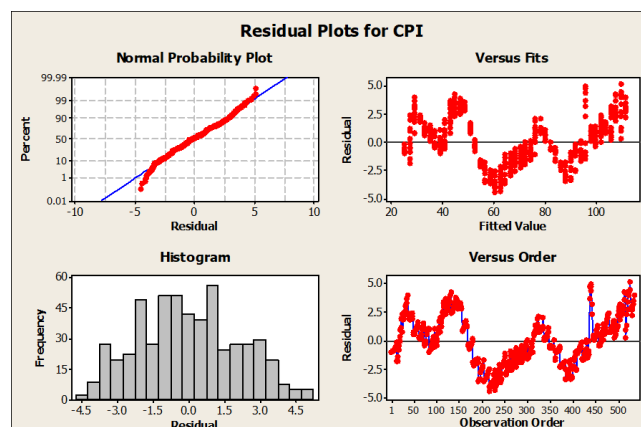 Residual Plots for CPI
Normal Probability Plot
99.99
99
90
50
10
1
0.01
Percent
-10 -5 0 5 10
Residual
Versus Fits
5.0
2.5
0.0
-2.5
-5.0
Residual
20 40 60 80 100
Fitted Value
Histogram
60
45
30
15
0
Frequency
-4.5 -3.0 -1.5 0.0 1.5 3.0 4.5
Residual
Versus Order
5.0
2.5
0.0
-2.5
-5.0
Residual
1 50 100 150 200 250 300 350 400 450 500
Observation Order